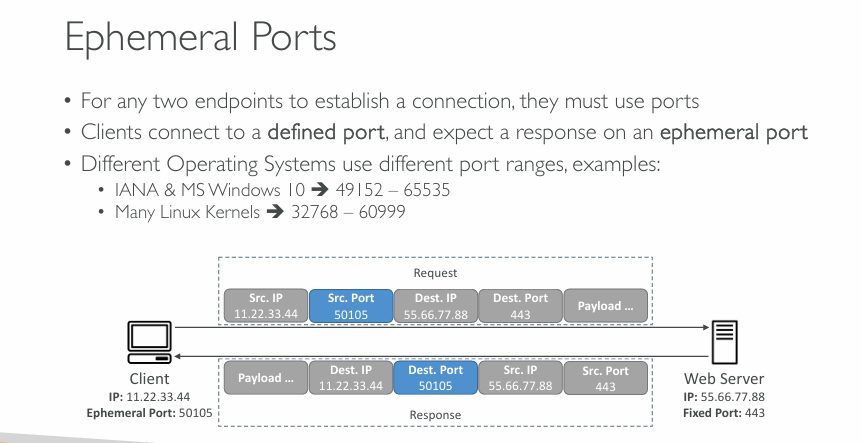 Ephemeral Ports
• For any two endpoints to establish a connection, they must use ports
• Clients connect to a defined port, and expect a response on an ephemeral port
• Different Operating Systems use different port ranges, examples:
• IANA & MS Windows 10 ➔ 49152 – 65535
• Many Linux Kernels ➔ 32768 – 60999
Request
Src. IP
11.22.33.44
Src. Port
50105
Dest. IP
55.66.77.88
Dest. Port
443
Payload ...
Client
IP: 11.22.33.44
Ephemeral Port: 50105
Web Server
IP: 55.66.77.88
Fixed Port: 443
Payload ...
Dest. IP
11.22.33.44
Dest. Port
50105
Src. IP
55.66.77.88
Src. Port
443
Response